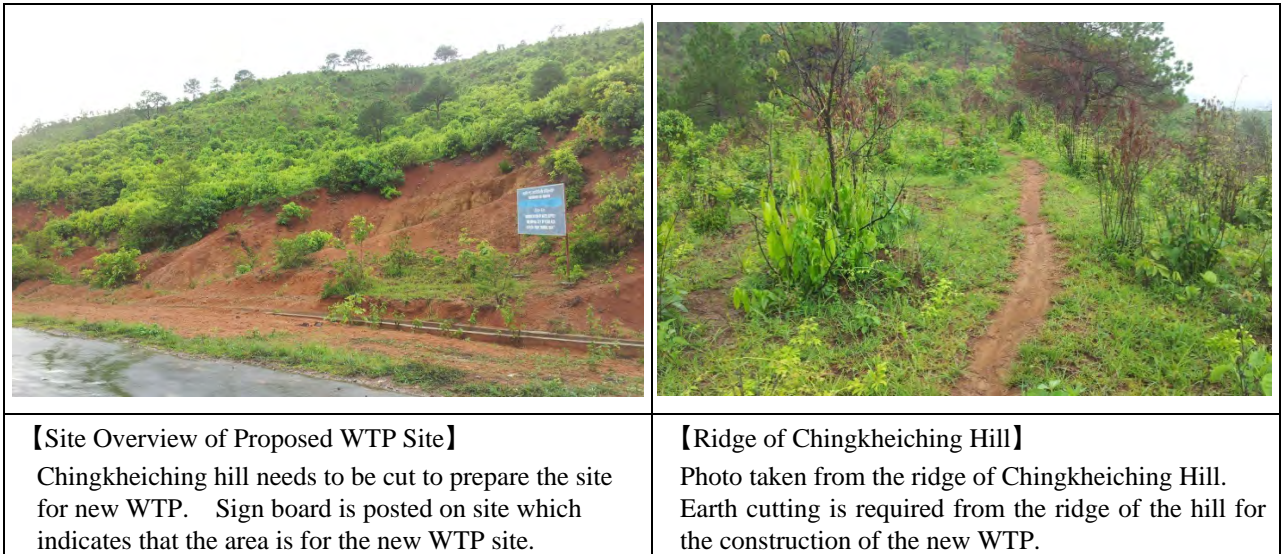 【Site Overview of Proposed WTP Site】
Chingkheiching hill needs to be cut to prepare the site
for new WTP. Sign board is posted on site which
indicates that the area is for the new WTP site.
【Ridge of Chingkheiching Hill】
Photo taken from the ridge of Chingkheiching Hill.
Earth cutting is required from the ridge of the hill for
the construction of the new WTP.